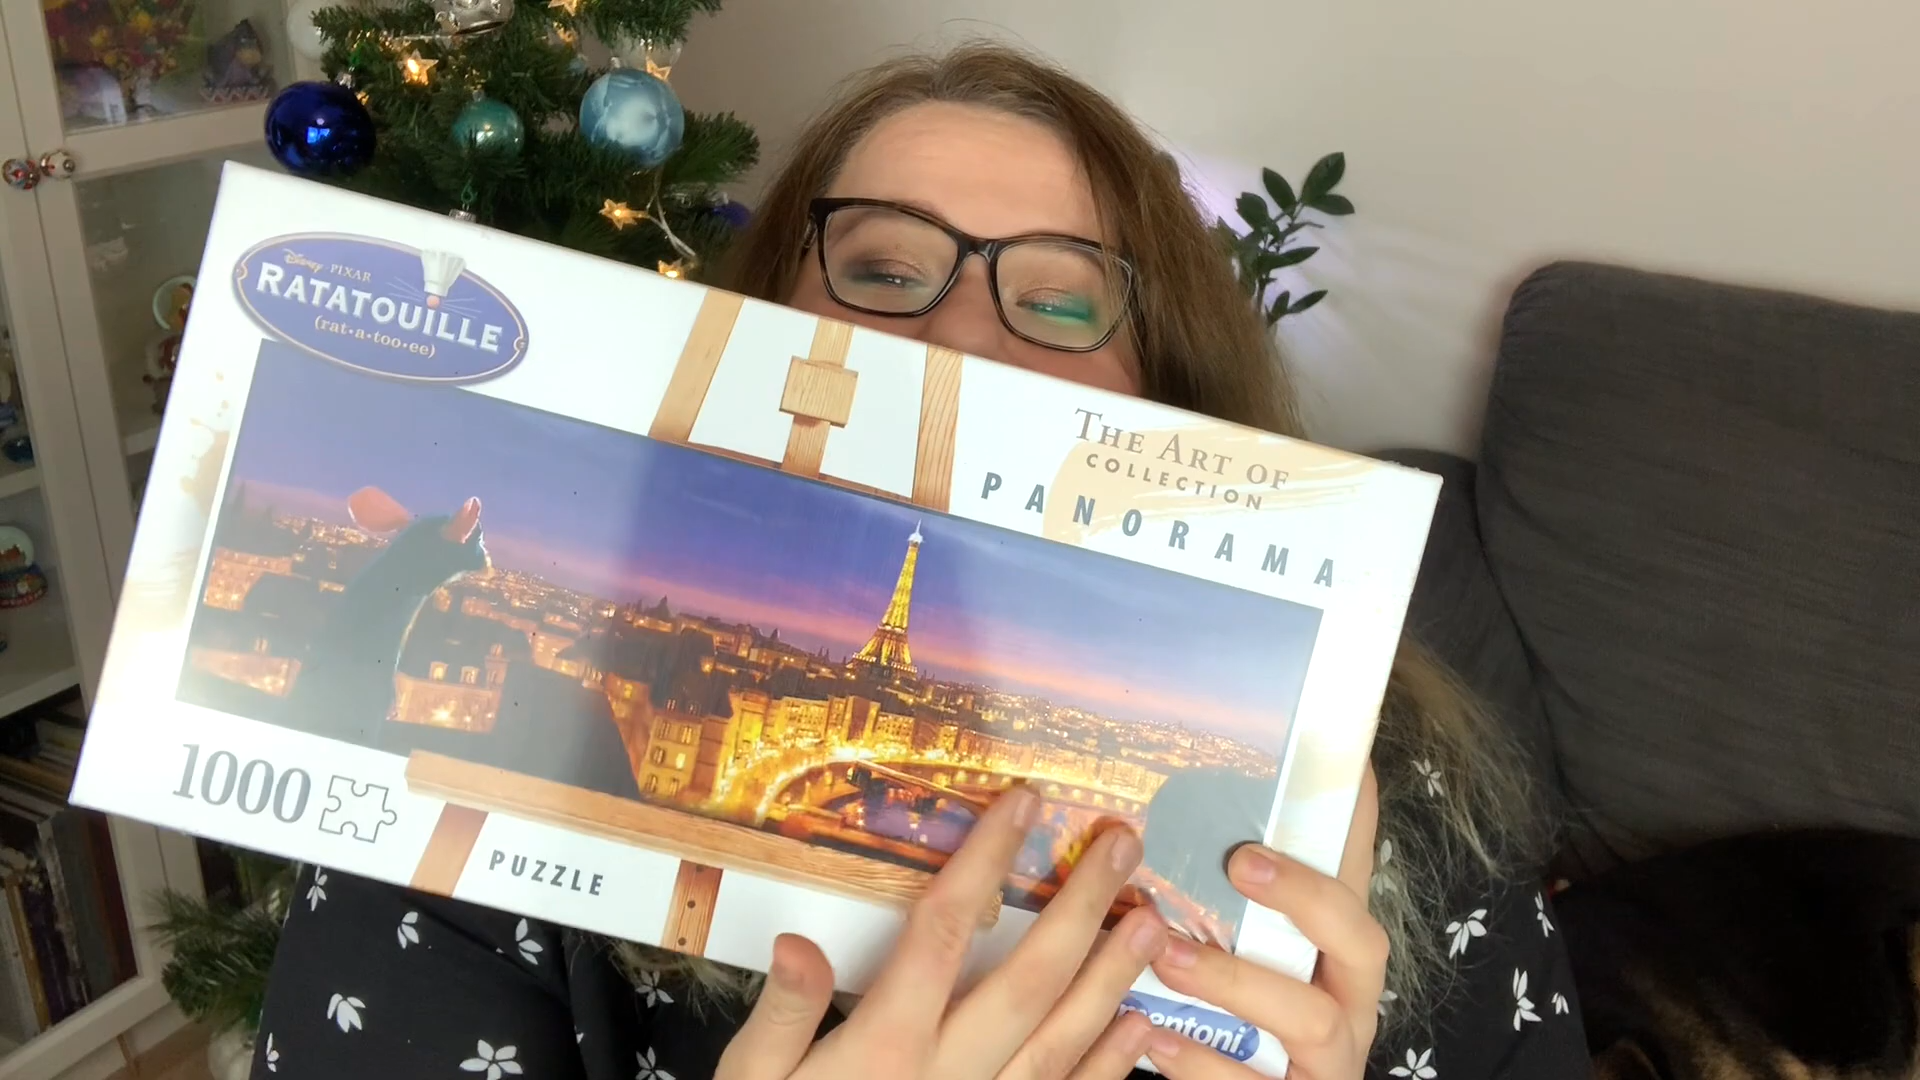 Disney · PIXAR
RATATOUILLE
(rat•a•too•ee)
THE ART OF
COLLECTION
PANORAMA
1000
PUZZLE